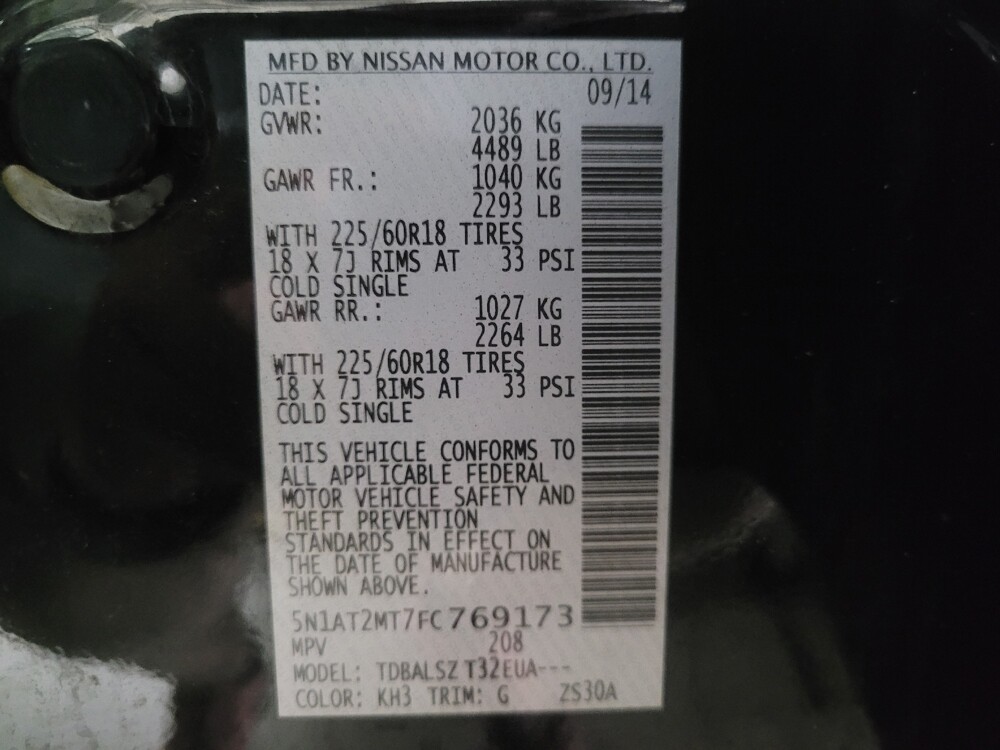 MFD BY NISSAN MOTOR CO., LTD.
DATE: 09/14
GVWR: 2036 KG
4489 LB
GAWR FR.: 1040 KG
2293 LB
WITH 225/60R18 TIRES
18 X 7J RIMS AT 33 PSI
COLD SINGLE
GAWR RR.: 1027 KG
2264 LB
WITH 225/60R18 TIRES
18 X 7J RIMS AT 33 PSI
COLD SINGLE
THIS VEHICLE CONFORMS TO
ALL APPLICABLE FEDERAL
MOTOR VEHICLE SAFETY AND
THEFT PREVENTION
STANDARDS IN EFFECT ON
THE DATE OF MANUFACTURE
SHOWN ABOVE.
5N1AT2MT7FC769173
MPV 208
MODEL: TDBALSZ T32EUA---
COLOR: KH3 TRIM: G ZS30A